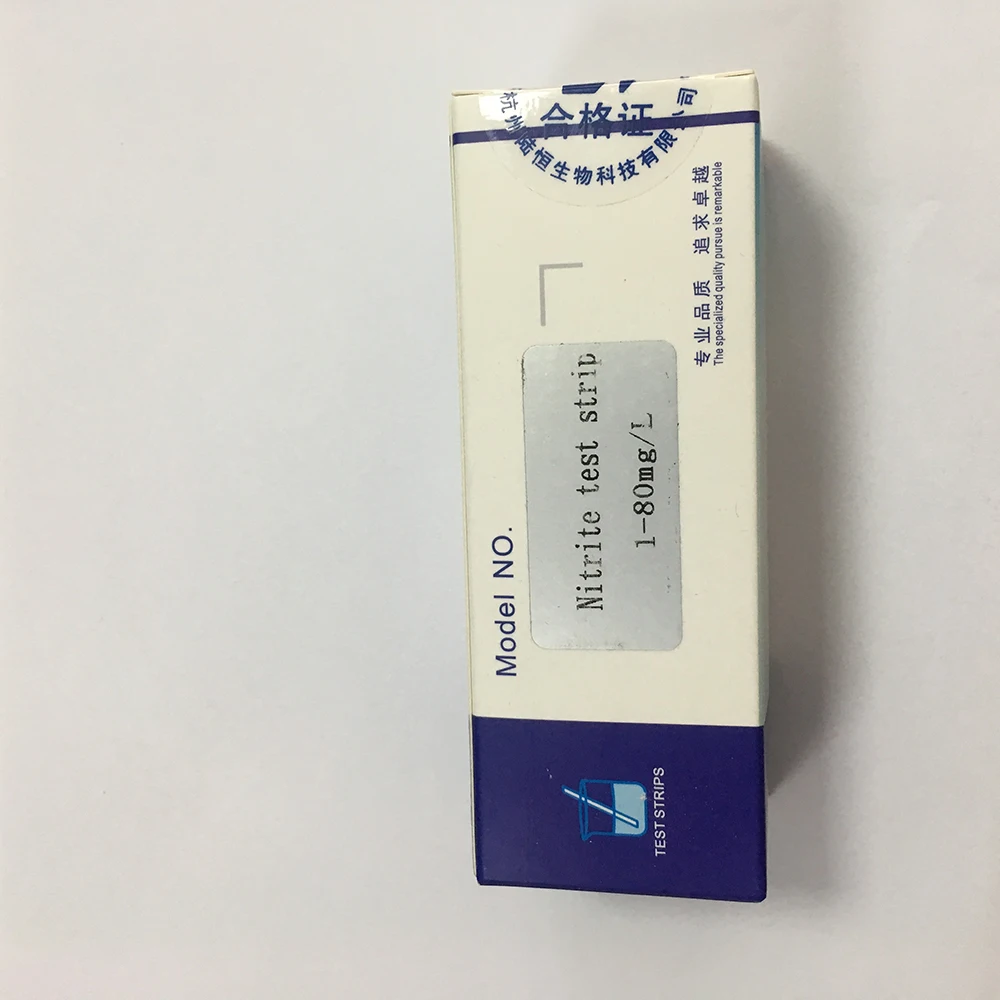 合格证
杭州陆恒生物科技有限公司
Model NO.
Nitrite test strip
1-80mg/L
专业品质 追求卓越
The specialized quality pursue is remarkable
TEST STRIPS